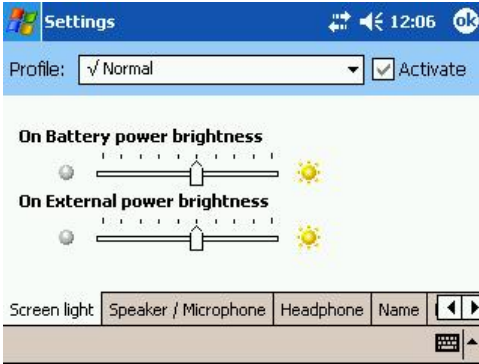 Settings 12:06 ok
Profile: √ Normal Activate
On Battery power brightness
On External power brightness
Screen light Speaker / Microphone Headphone Name